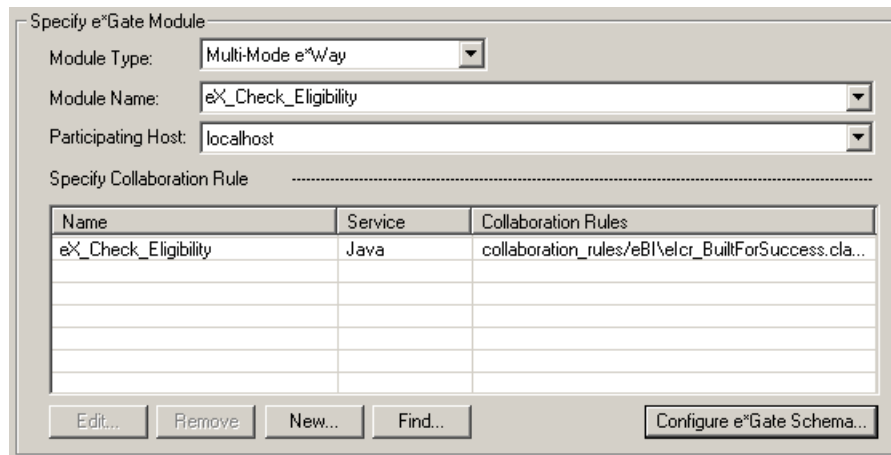 Specify e*Gate Module
Module Type: Multi-Mode e*Way
Module Name: eX_Check_Eligibility
Participating Host: localhost
Specify Collaboration Rule
Name Service Collaboration Rules
eX_Check_Eligibility Java collaboration_rules/eBI\eIcr_BuiltForSuccess.cla...
Edit... Remove New... Find... Configure e*Gate Schema...